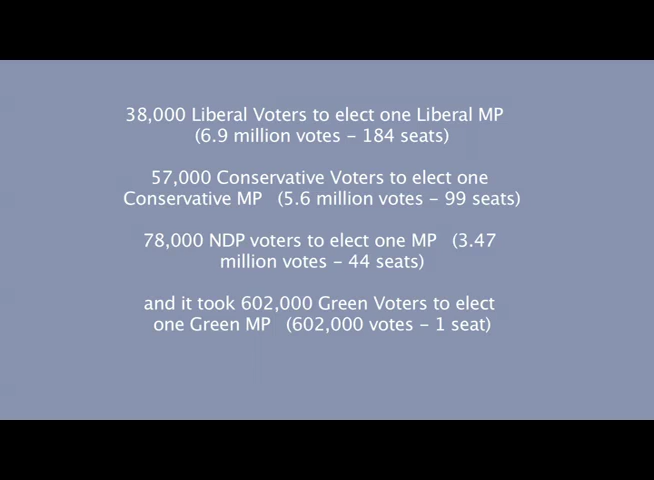 38,000 Liberal Voters to elect one Liberal MP
(6.9 million votes – 184 seats)
57,000 Conservative Voters to elect one
Conservative MP (5.6 million votes – 99 seats)
78,000 NDP voters to elect one MP (3.47
million votes – 44 seats)
and it took 602,000 Green Voters to elect
one Green MP (602,000 votes – 1 seat)